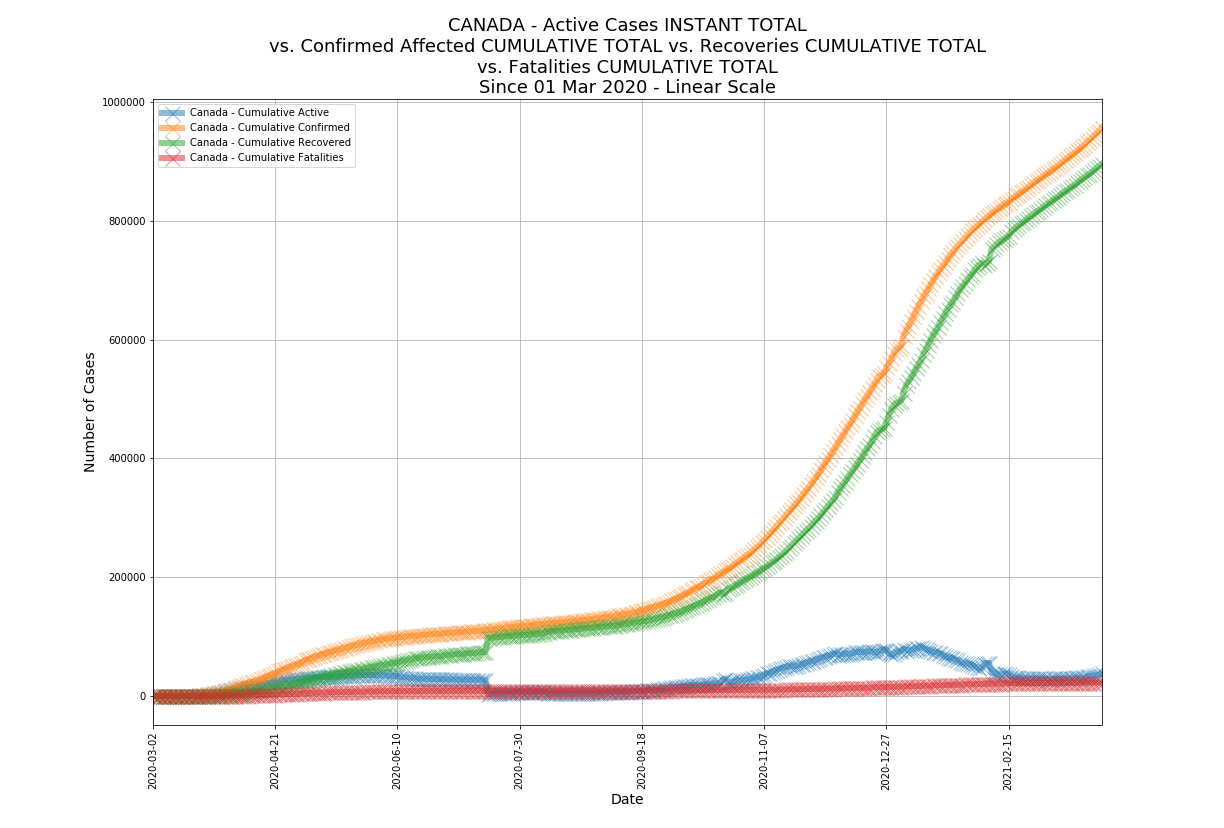 CANADA - Active Cases INSTANT TOTAL
vs. Confirmed Affected CUMULATIVE TOTAL vs. Recoveries CUMULATIVE TOTAL
vs. Fatalities CUMULATIVE TOTAL
Since 01 Mar 2020 - Linear Scale
Canada - Cumulative Active
Canada - Cumulative Confirmed
Canada - Cumulative Recovered
Canada - Cumulative Fatalities
Number of Cases
1000000
800000
600000
400000
200000
0
2020-03-02
2020-04-21
2020-06-10
2020-07-30
2020-09-18
2020-11-07
2020-12-27
2021-02-15
Date